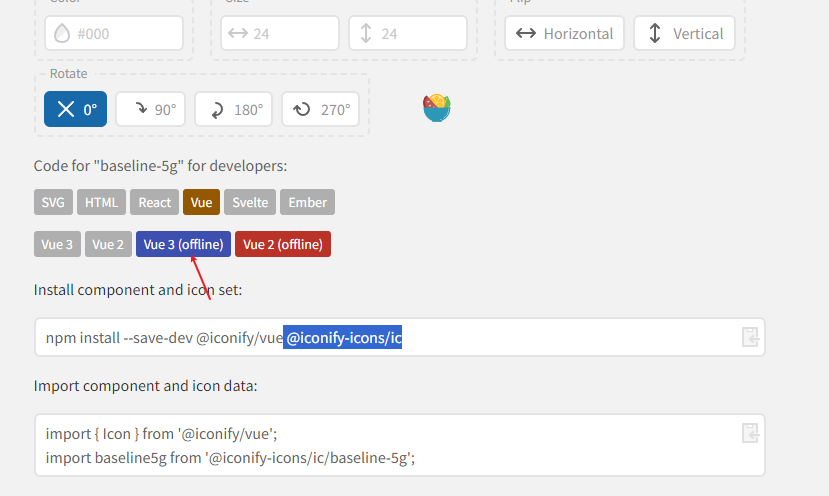 Color
Size
Flip
#000
24
24
Horizontal
Vertical
Rotate
0°
90°
180°
270°
Code for "baseline-5g" for developers:
SVG
HTML
React
Vue
Svelte
Ember
Vue 3
Vue 2
Vue 3 (offline)
Vue 2 (offline)
Install component and icon set:
npm install --save-dev @iconify/vue @iconify-icons/ic
Import component and icon data:
import { Icon } from '@iconify/vue';
import baseline5g from '@iconify-icons/ic/baseline-5g';